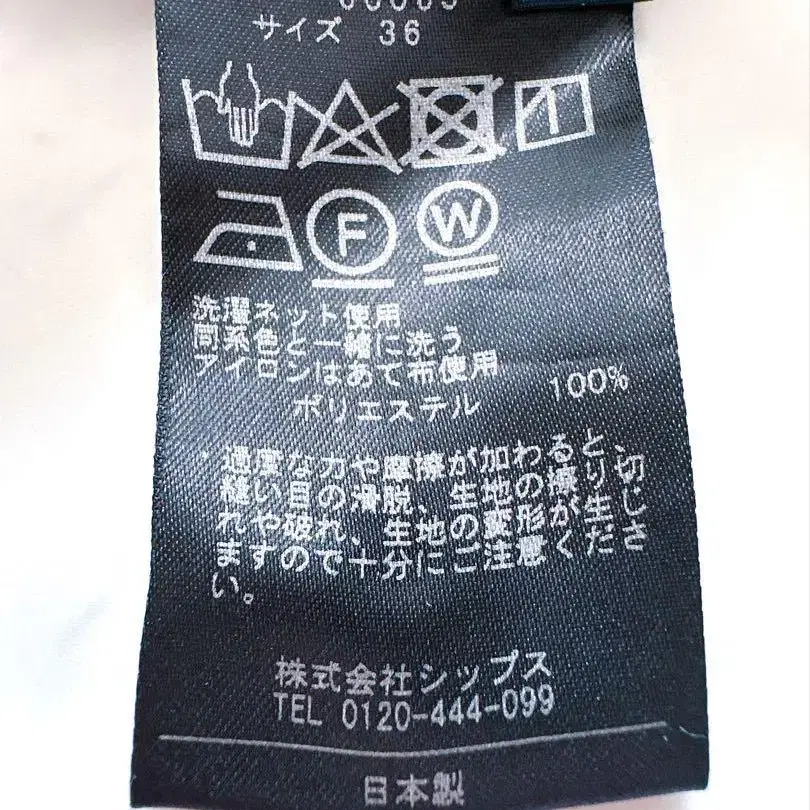 サイズ 36
F
W
洗濯ネット使用
同系色と一緒に洗う
アイロンはあて布使用
ポリエステル 100%
・過度な力や摩擦が加わると、
縫い目の滑脱、生地の擦り切
れや破れ、生地の変形が生じ
ますので十分にご注意くださ
い。
株式会社シップス
TEL 0120-444-099
日本製